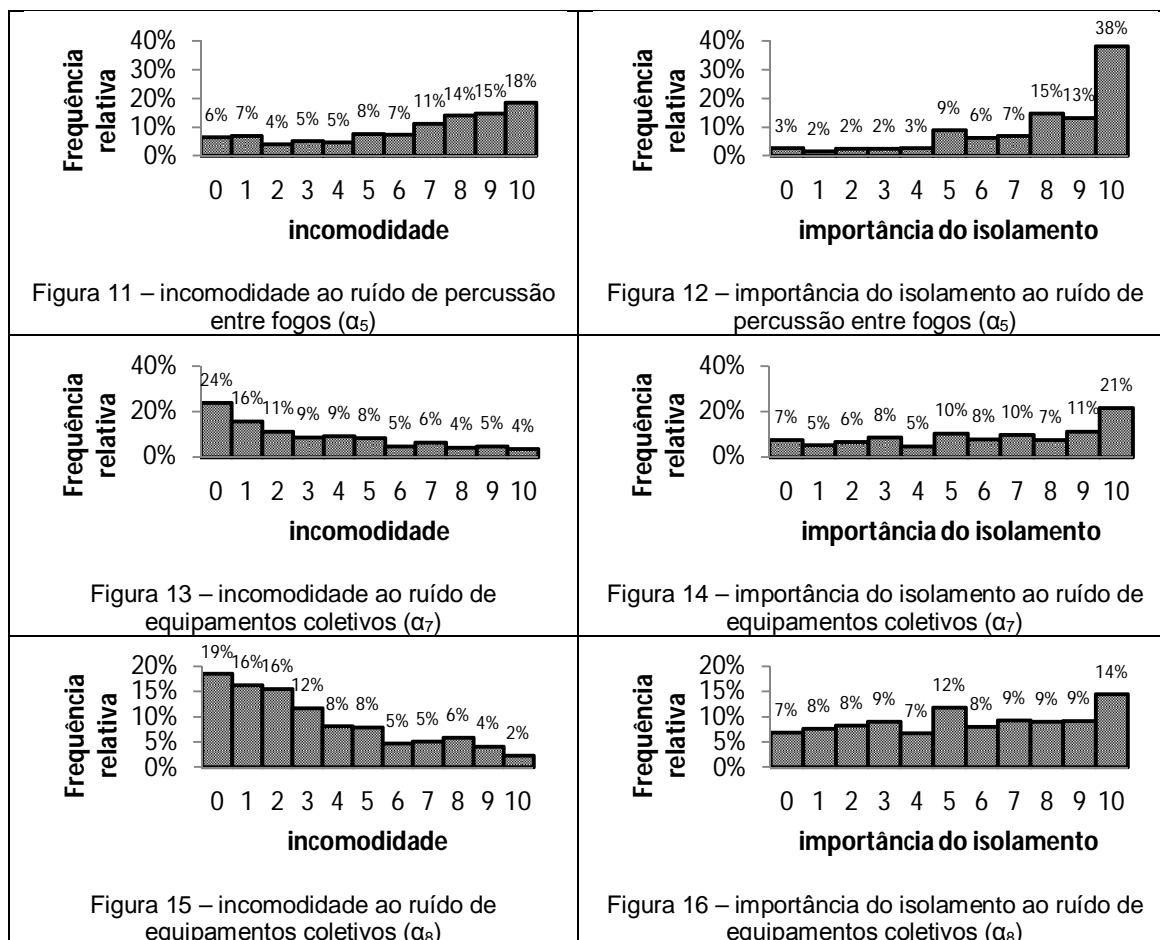 40%
30%
20%
10%
0%
Frequência
relativa
6% 7% 4% 5% 5% 8% 7% 11% 14% 15% 18%
0 1 2 3 4 5 6 7 8 9 10
incomodidade
Figura 11 – incomodidade ao ruído de percussão
entre fogos (α₅)
40%
30%
20%
10%
0%
Frequência
relativa
3% 2% 2% 2% 3% 9% 6% 7% 15% 13% 38%
0 1 2 3 4 5 6 7 8 9 10
importância do isolamento
Figura 12 – importância do isolamento ao ruído de
percussão entre fogos (α₅)
40%
20%
0%
Frequência
relativa
24% 16% 11% 9% 9% 8% 5% 6% 4% 5% 4%
0 1 2 3 4 5 6 7 8 9 10
incomodidade
Figura 13 – incomodidade ao ruído de
equipamentos coletivos (α₇)
40%
20%
0%
Frequência
relativa
7% 5% 6% 8% 5% 10% 8% 10% 7% 11% 21%
0 1 2 3 4 5 6 7 8 9 10
importância do isolamento
Figura 14 – importância do isolamento ao ruído de
equipamentos coletivos (α₇)
20%
15%
10%
5%
0%
Frequência
relativa
19% 16% 16% 12% 8% 8% 5% 5% 6% 4% 2%
0 1 2 3 4 5 6 7 8 9 10
incomodidade
Figura 15 – incomodidade ao ruído de
equipamentos coletivos (α₈)
20%
15%
10%
5%
0%
Frequência
relativa
7% 8% 8% 9% 7% 12% 8% 9% 9% 9% 14%
0 1 2 3 4 5 6 7 8 9 10
importância do isolamento
Figura 16 – importância do isolamento ao ruído de
equipamentos coletivos (α₈)